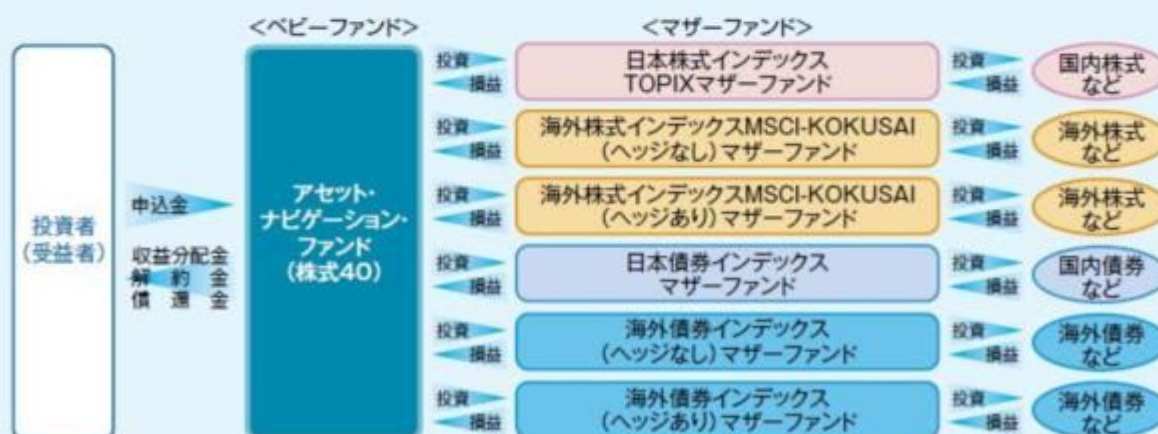 <ベビーファンド>
<マザーファンド>
投資者
(受益者)
申込金
収益分配金
解約金
償還金
アセット・
ナビゲーション・
ファンド
(株式40)
投資
損益
日本株式インデックス
TOPIXマザーファンド
投資
損益
国内株式
など
投資
損益
海外株式インデックスMSCI-KOKUSAI
(ヘッジなし)マザーファンド
投資
損益
海外株式
など
投資
損益
海外株式インデックスMSCI-KOKUSAI
(ヘッジあり)マザーファンド
投資
損益
海外株式
など
投資
損益
日本債券インデックス
マザーファンド
投資
損益
国内債券
など
投資
損益
海外債券インデックス
(ヘッジなし)マザーファンド
投資
損益
海外債券
など
投資
損益
海外債券インデックス
(ヘッジあり)マザーファンド
投資
損益
海外債券
など